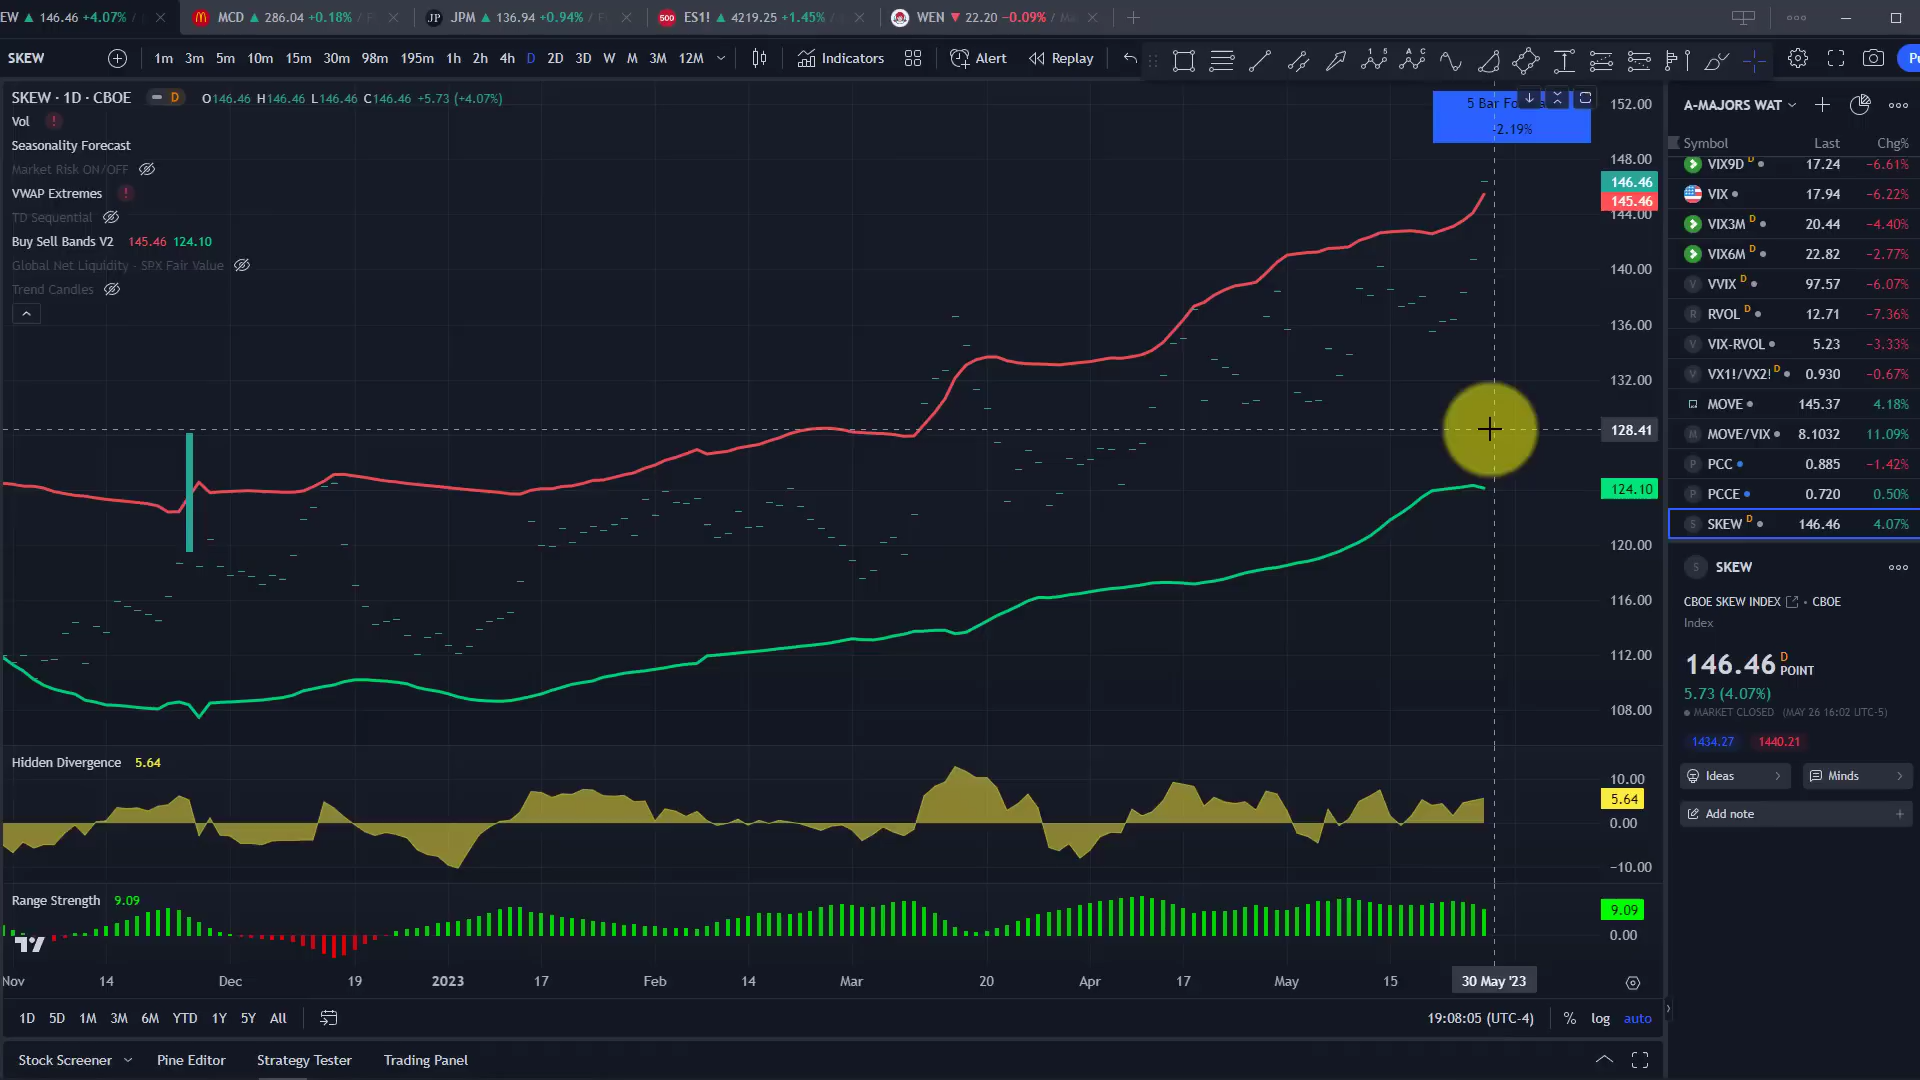 EW ▲ 146.46 +4.07% /
MCD ▲ 286.04 +0.18% /
JP JPM ▲ 136.94 +0.94% /
500 ES1! ▲ 4219.25 +1.45% /
WEN ▼ 22.20 −0.09% /
SKEW
1m 3m 5m 10m 15m 30m 98m 195m 1h 2h 4h D 2D 3D W M 3M 12M
Indicators
Alert
Replay
SKEW · 1D · CBOE D O146.46 H146.46 L146.46 C146.46 +5.73 (+4.07%)
Vol !
Seasonality Forecast
Market Risk ON/OFF
VWAP Extremes !
TD Sequential
Buy Sell Bands V2 145.46 124.10
Global Net Liquidity - SPX Fair Value
Trend Candles
5 Bar Fo
-2.19%
152.00
148.00
146.46
145.46
144.00
140.00
136.00
132.00
128.41
124.10
120.00
116.00
112.00
108.00
Hidden Divergence 5.64
10.00
5.64
0.00
−10.00
Range Strength 9.09
9.09
0.00
Nov 14 Dec 19 2023 17 Feb 14 Mar 20 Apr 17 May 15 30 May '23
1D 5D 1M 3M 6M YTD 1Y 5Y All
19:08:05 (UTC-4) % log auto
Stock Screener Pine Editor Strategy Tester Trading Panel
A-MAJORS WAT
Symbol Last Chg%
VIX9D D 17.24 −6.61%
VIX 17.94 −6.22%
VIX3M D 20.44 −4.40%
VIX6M D 22.82 −2.77%
V VVIX D 97.57 −6.07%
R RVOL D 12.71 −7.36%
V VIX-RVOL 5.23 −3.33%
V VX1!/VX2! D 0.930 −0.67%
MOVE 145.37 4.18%
M MOVE/VIX 8.1032 11.09%
P PCC 0.885 −1.42%
P PCCE 0.720 0.50%
S SKEW D 146.46 4.07%
S SKEW
CBOE SKEW INDEX · CBOE
Index
146.46 D POINT
5.73 (4.07%)
MARKET CLOSED (MAY 26 16:02 UTC-5)
1434.27 1440.21
Ideas
Minds
Add note